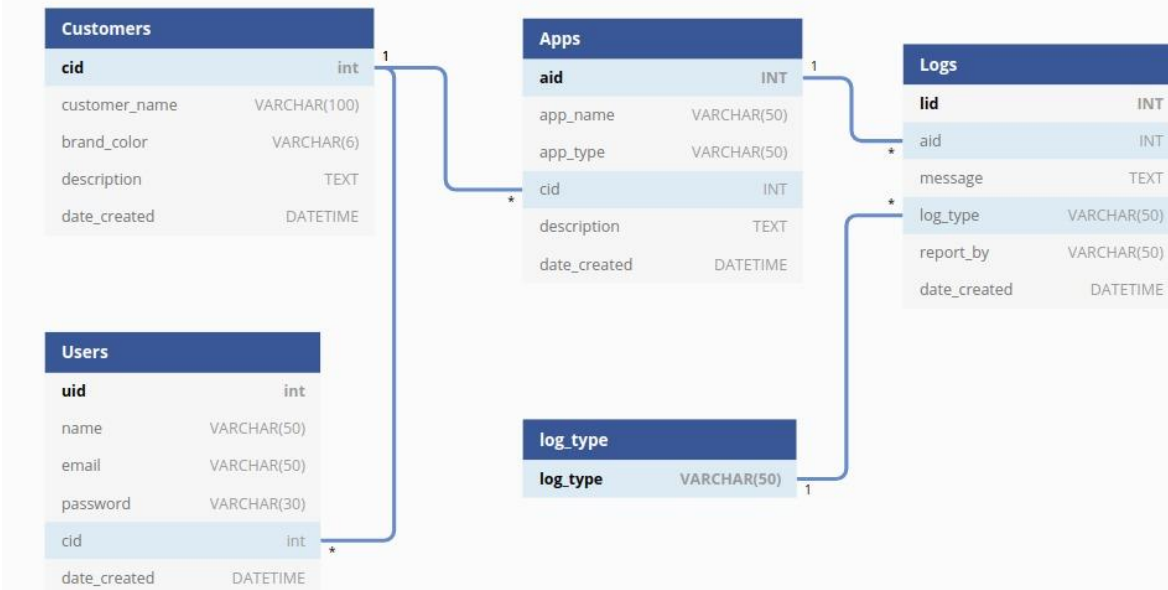 Customers
cid int
customer_name VARCHAR(100)
brand_color VARCHAR(6)
description TEXT
date_created DATETIME
1
*
Apps
aid INT
app_name VARCHAR(50)
app_type VARCHAR(50)
cid INT
description TEXT
date_created DATETIME
1
*
Logs
lid INT
aid INT
message TEXT
* log_type VARCHAR(50)
report_by VARCHAR(50)
date_created DATETIME
Users
uid int
name VARCHAR(50)
email VARCHAR(50)
password VARCHAR(30)
cid int *
date_created DATETIME
log_type
log_type VARCHAR(50) 1